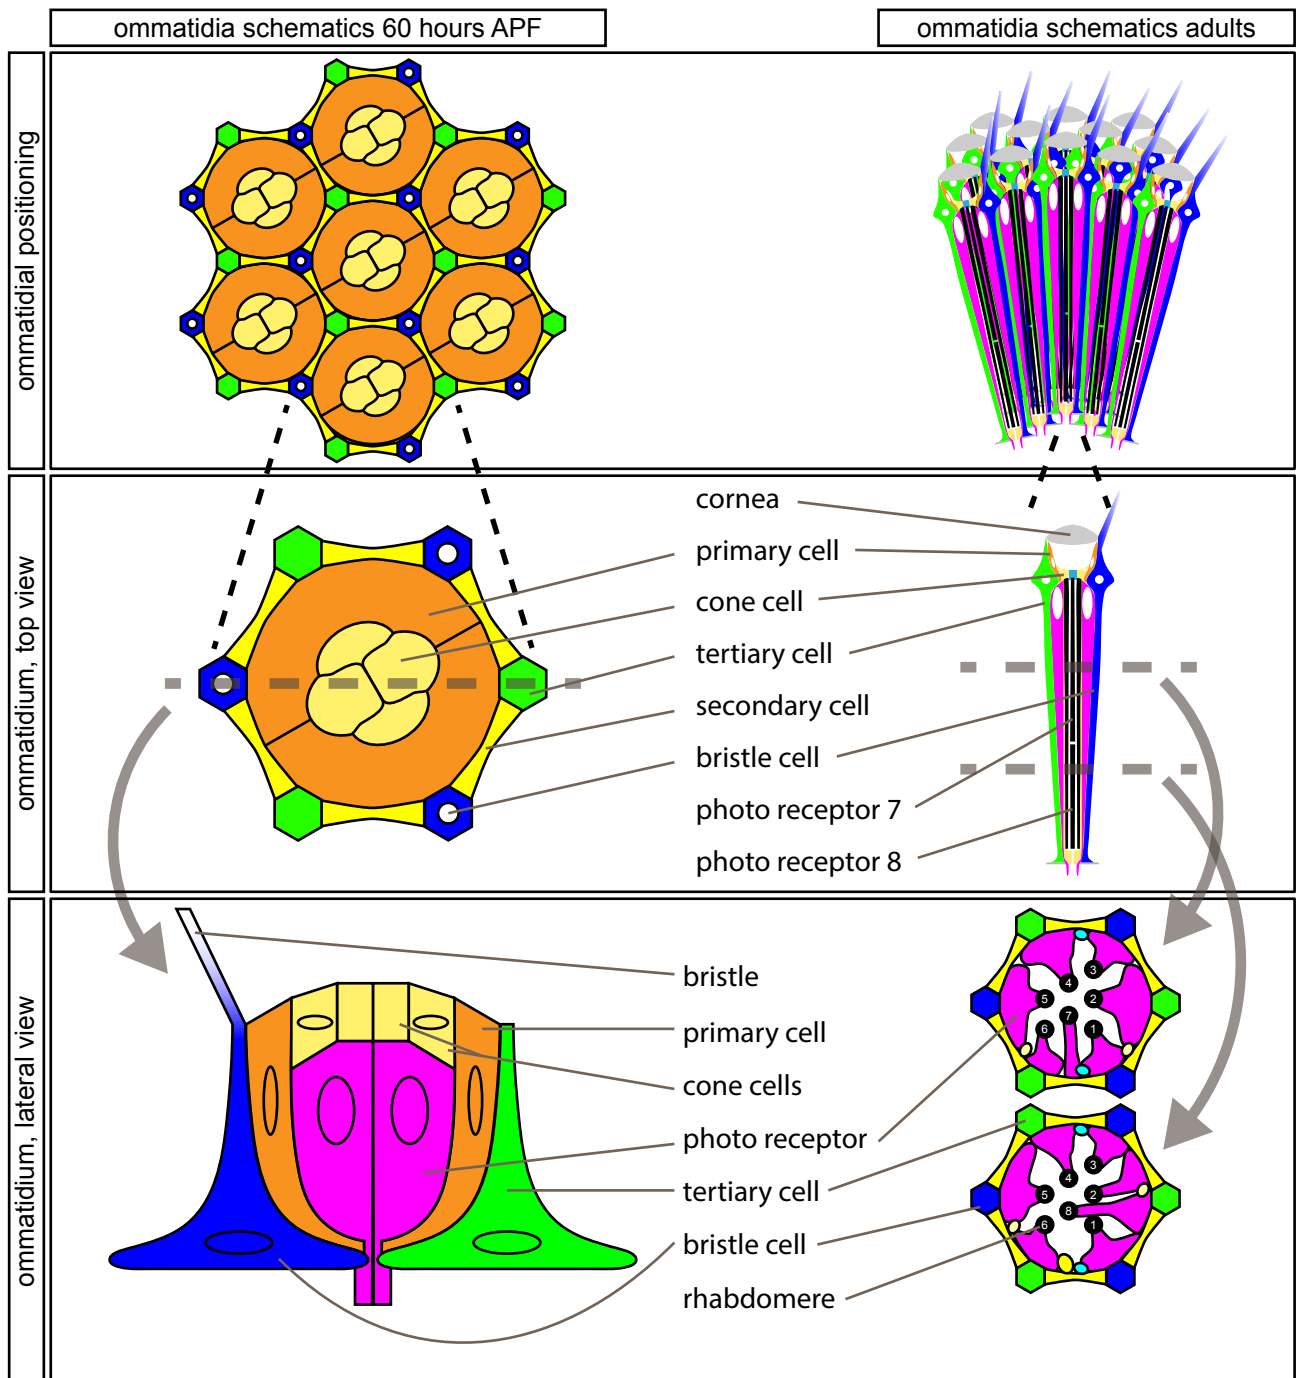 ommatidia schematics 60 hours APF
ommatidia schematics adults
ommatidial positioning
ommatidium, top view
cornea
primary cell
cone cell
tertiary cell
secondary cell
bristle cell
photo receptor 7
photo receptor 8
ommatidium, lateral view
bristle
primary cell
cone cells
photo receptor
tertiary cell
bristle cell
rhabdomere
3
4
5
2
7
6
1
3
4
5
2
8
6
1